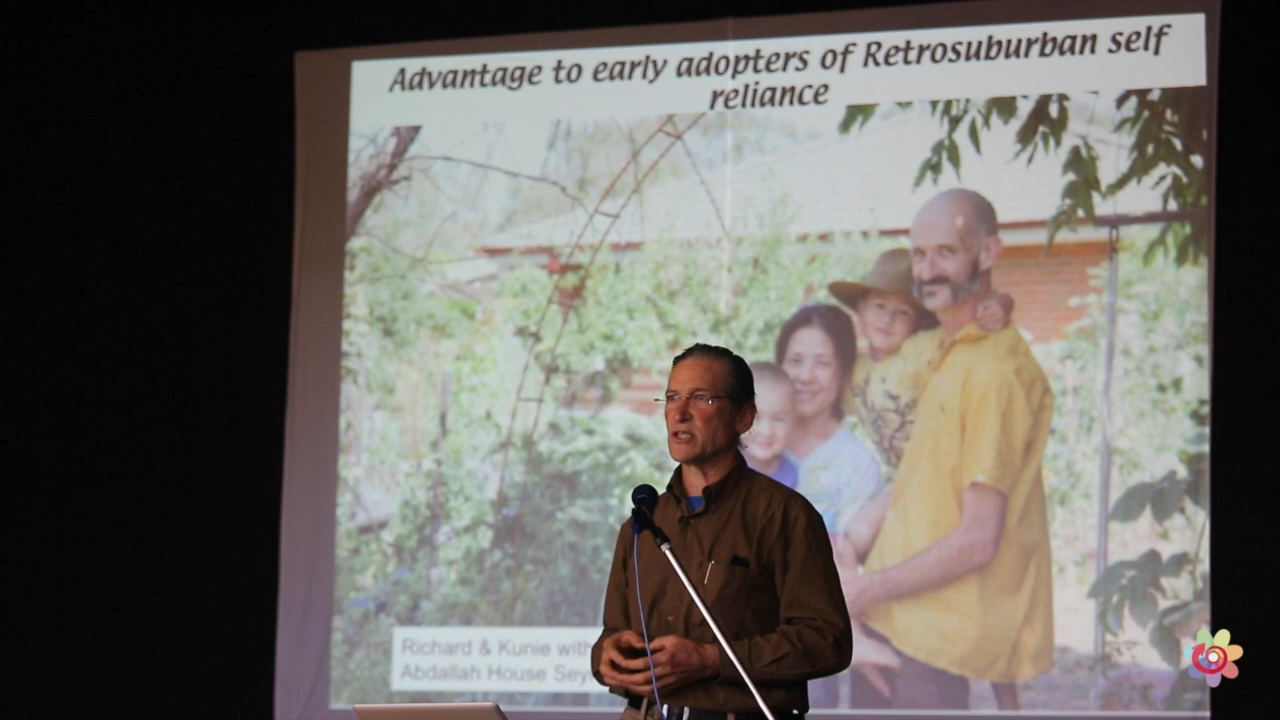 Advantage to early adopters of Retrosuburban self
reliance
Richard & Kunie with
Abdallah House Sey